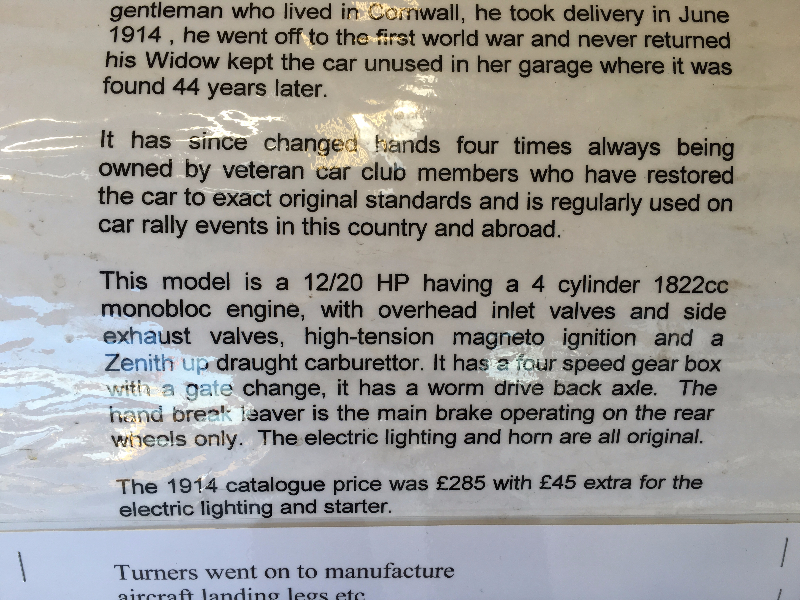 gentleman who lived in Cornwall, he took delivery in June
1914 , he went off to the first world war and never returned
his Widow kept the car unused in her garage where it was
found 44 years later.
It has since changed hands four times always being
owned by veteran car club members who have restored
the car to exact original standards and is regularly used on
car rally events in this country and abroad.
This model is a 12/20 HP having a 4 cylinder 1822cc
monobloc engine, with overhead inlet valves and side
exhaust valves, high-tension magneto ignition and a
Zenith up draught carburettor. It has a four speed gear box
with a gate change, it has a worm drive back axle. The
hand break leaver is the main brake operating on the rear
wheels only. The electric lighting and horn are all original.
The 1914 catalogue price was £285 with £45 extra for the
electric lighting and starter.
Turners went on to manufacture
aircraft landing legs etc